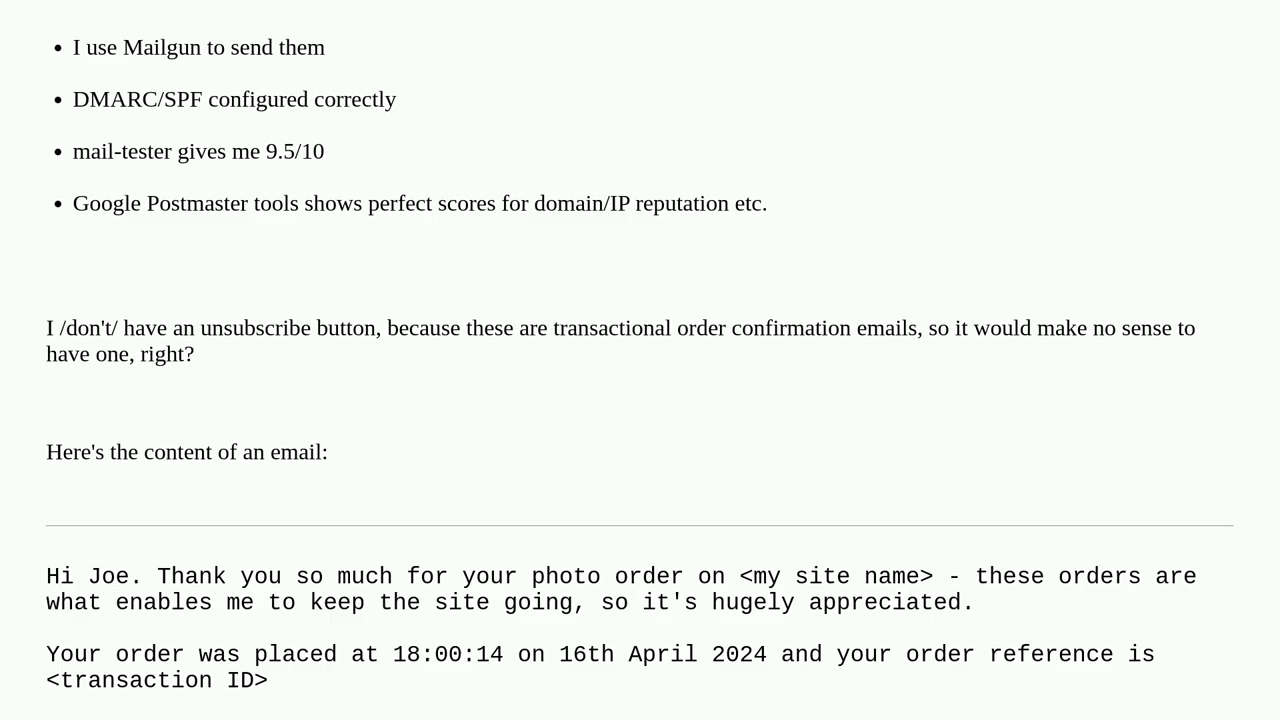 • I use Mailgun to send them
• DMARC/SPF configured correctly
• mail-tester gives me 9.5/10
• Google Postmaster tools shows perfect scores for domain/IP reputation etc.
I /don't/ have an unsubscribe button, because these are transactional order confirmation emails, so it would make no sense to
have one, right?
Here's the content of an email:
Hi Joe. Thank you so much for your photo order on <my site name> - these orders are
what enables me to keep the site going, so it's hugely appreciated.
Your order was placed at 18:00:14 on 16th April 2024 and your order reference is
<transaction ID>